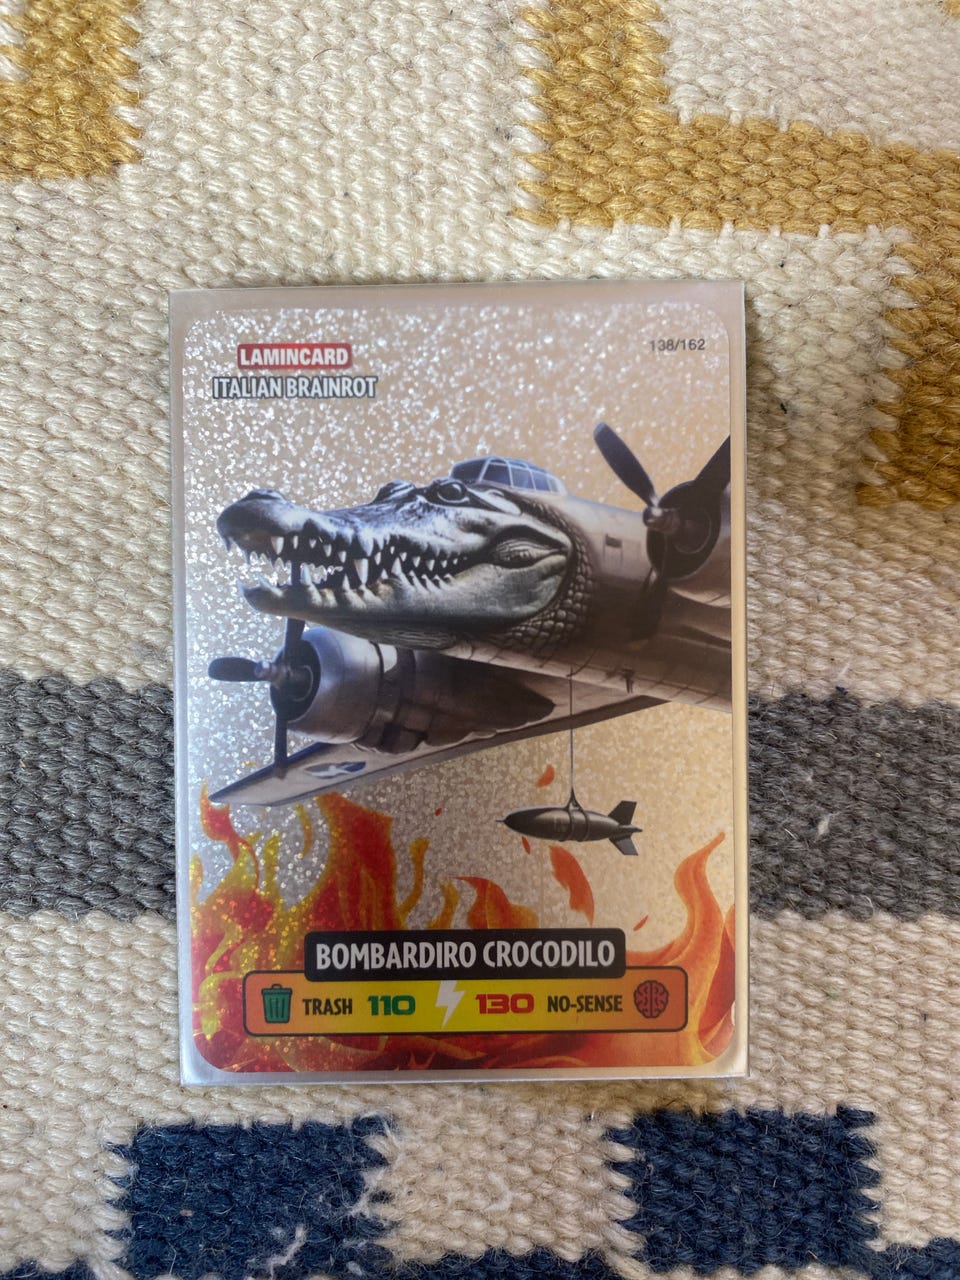 LAMINCARD
ITALIAN BRAINROT
138/162
BOMBARDIRO CROCODILO
TRASH 110 130 NO-SENSE